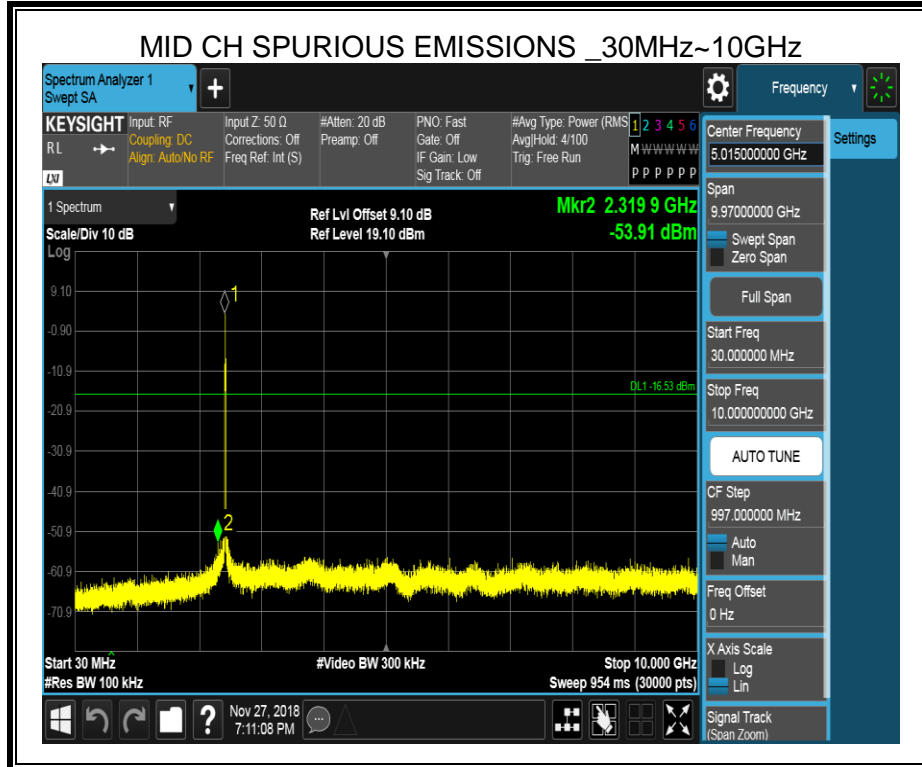 MID CH SPURIOUS EMISSIONS _30MHz~10GHz
Spectrum Analyzer 1
Swept SA
+
Frequency
KEYSIGHT
RL
LXI
Input: RF
Coupling: DC
Align: Auto/No RF
Input Z: 50 Ω
Corrections: Off
Freq Ref: Int (S)
#Atten: 20 dB
Preamp: Off
PNO: Fast
Gate: Off
IF Gain: Low
Sig Track: Off
#Avg Type: Power (RMS
Avg|Hold: 4/100
Trig: Free Run
1 2 3 4 5 6
M W W W W W
P P P P P P
Center Frequency
5.015000000 GHz
Settings
1 Spectrum
Scale/Div 10 dB
Ref Lvl Offset 9.10 dB
Ref Level 19.10 dBm
Mkr2 2.319 9 GHz
-53.91 dBm
Log
9.10
-0.90
-10.9
-20.9
-30.9
-40.9
-50.9
-60.9
-70.9
1
2
DL1 -16.53 dBm
Start 30 MHz
#Res BW 100 kHz
#Video BW 300 kHz
Stop 10.000 GHz
Sweep 954 ms (30000 pts)
Span
9.97000000 GHz
Swept Span
Zero Span
Full Span
Start Freq
30.000000 MHz
Stop Freq
10.000000000 GHz
AUTO TUNE
CF Step
997.000000 MHz
Auto
Man
Freq Offset
0 Hz
X Axis Scale
Log
Lin
Signal Track
(Span Zoom)
?
Nov 27, 2018
7:11:08 PM